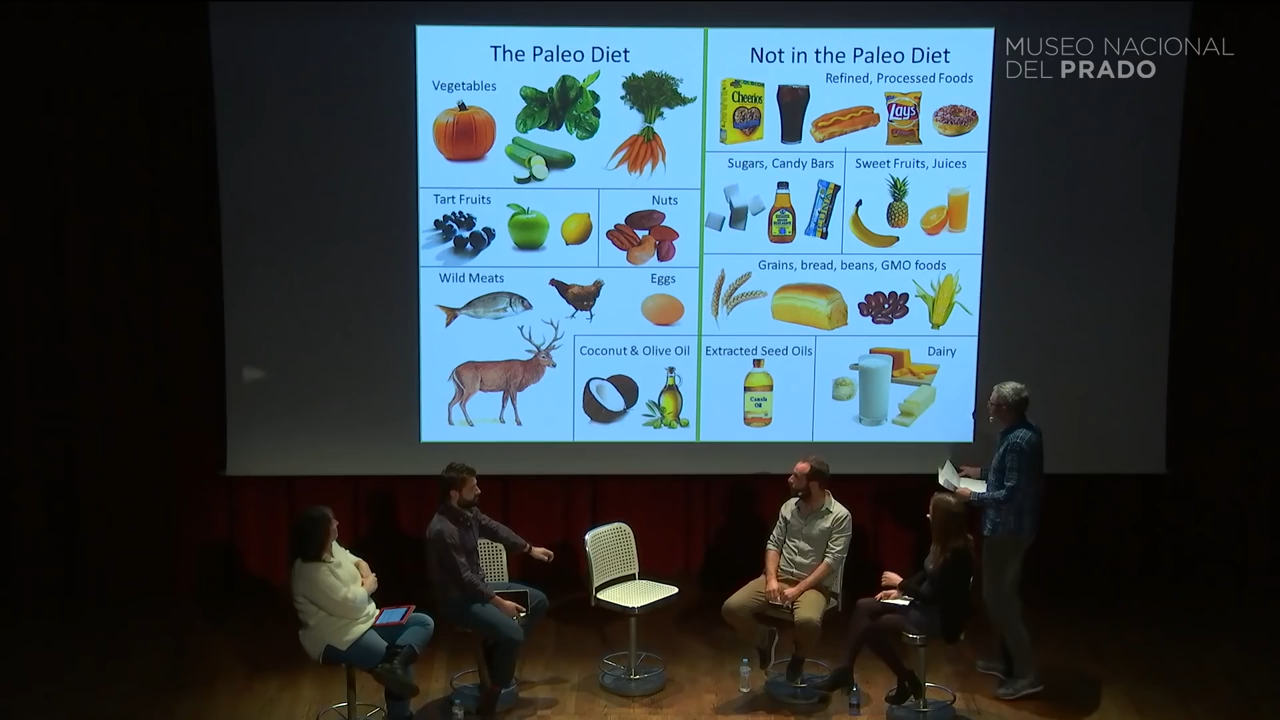 MUSEO NACIONAL
DEL PRADO
The Paleo Diet
Vegetables
Tart Fruits
Nuts
Wild Meats
Eggs
Coconut & Olive Oil
Not in the Paleo Diet
Refined, Processed Foods
Cheerios
Lay's
Sugars, Candy Bars
Sweet Fruits, Juices
Grains, bread, beans, GMO foods
Extracted Seed Oils
Canola
Oil
Dairy